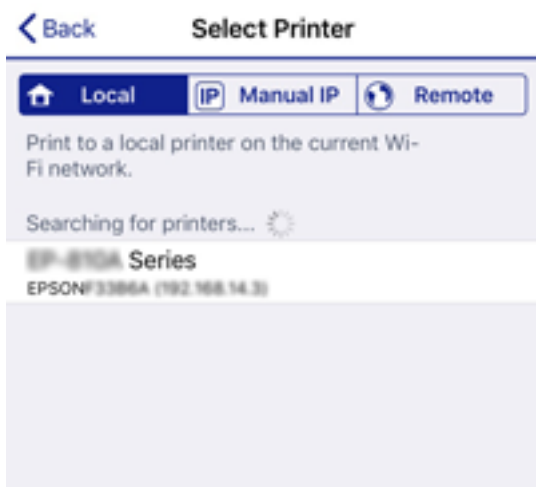 Back
Select Printer
Local
IP Manual IP
Remote
Print to a local printer on the current Wi-
Fi network.
Searching for printers...
Series
EPSON